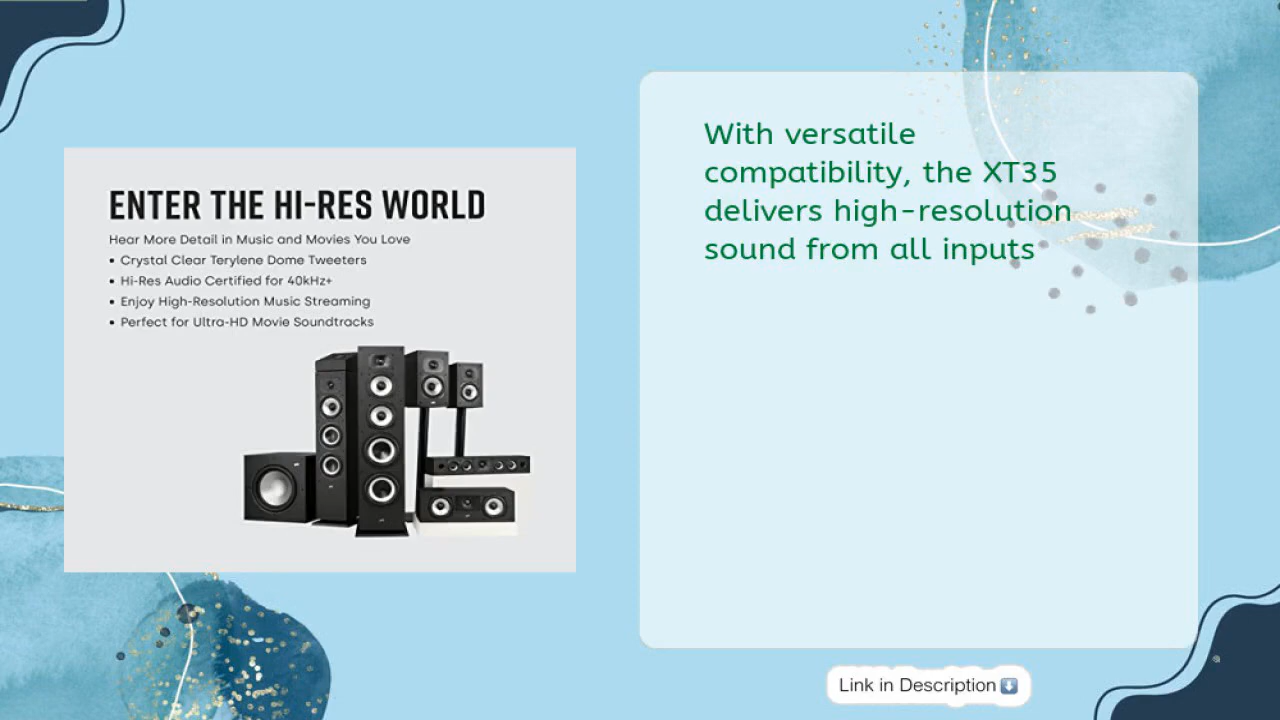 ENTER THE HI-RES WORLD
Hear More Detail in Music and Movies You Love
• Crystal Clear Terylene Dome Tweeters
• Hi-Res Audio Certified for 40kHz+
• Enjoy High-Resolution Music Streaming
• Perfect for Ultra-HD Movie Soundtracks
With versatile
compatibility, the XT35
delivers high-resolution
sound from all inputs
Link in Description